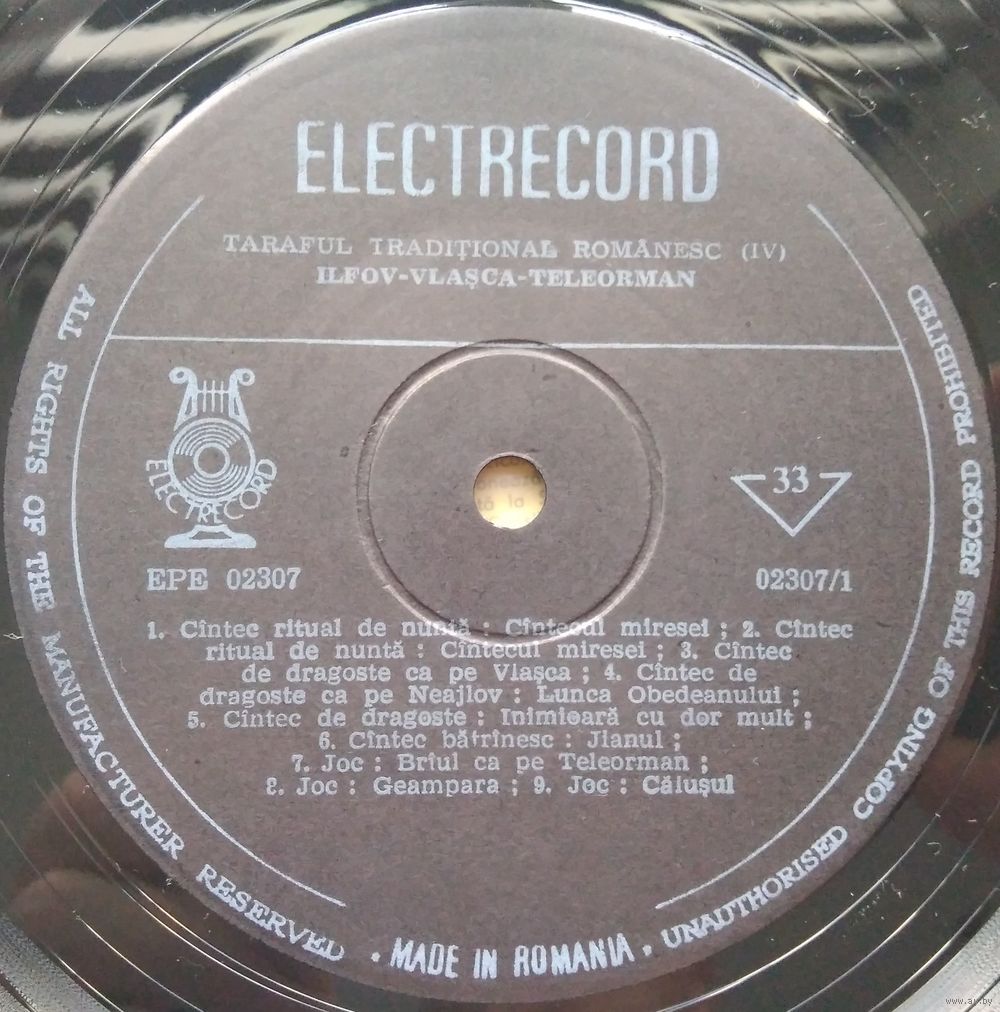 ELECTRECORD
TARAFUL TRADIȚIONAL ROMÂNESC (IV)
ILFOV-VLAȘCA-TELEORMAN
ELECTRECORD
33
EPE 02307
02307/1
1. Cîntec ritual de nuntă : Cîntecul miresei ; 2. Cîntec
ritual de nuntă : Cîntecul miresei ; 3. Cîntec
de dragoste ca pe Vlașca ; 4. Cîntec de
dragoste ca pe Neajlov : Lunca Obedeanului ;
5. Cîntec de dragoste : Inimioară cu dor mult ;
6. Cîntec bătrînesc : Jianul ;
7. Joc : Brîul ca pe Teleorman ;
8. Joc : Geampara ; 9. Joc : Călușul
ALL RIGHTS OF THE MANUFACTURER RESERVED
• MADE IN ROMANIA •
UNAUTHORISED COPYING OF THIS RECORD PROHIBITED
www.ay.by